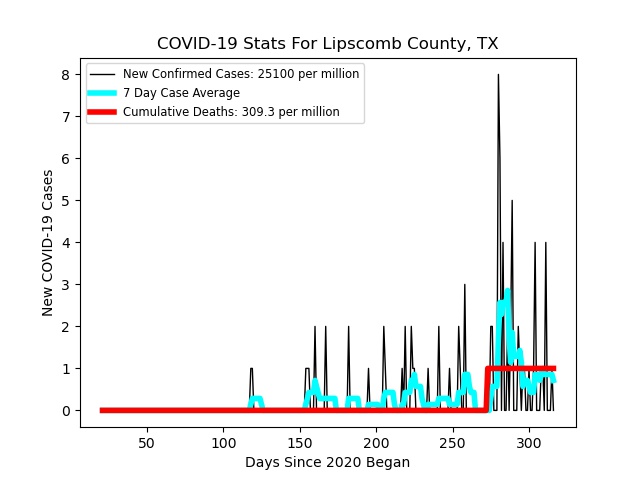 COVID-19 Stats For Lipscomb County, TX
New Confirmed Cases: 25100 per million
7 Day Case Average
Cumulative Deaths: 309.3 per million
New COVID-19 Cases
8
7
6
5
4
3
2
1
0
50 100 150 200 250 300
Days Since 2020 Began